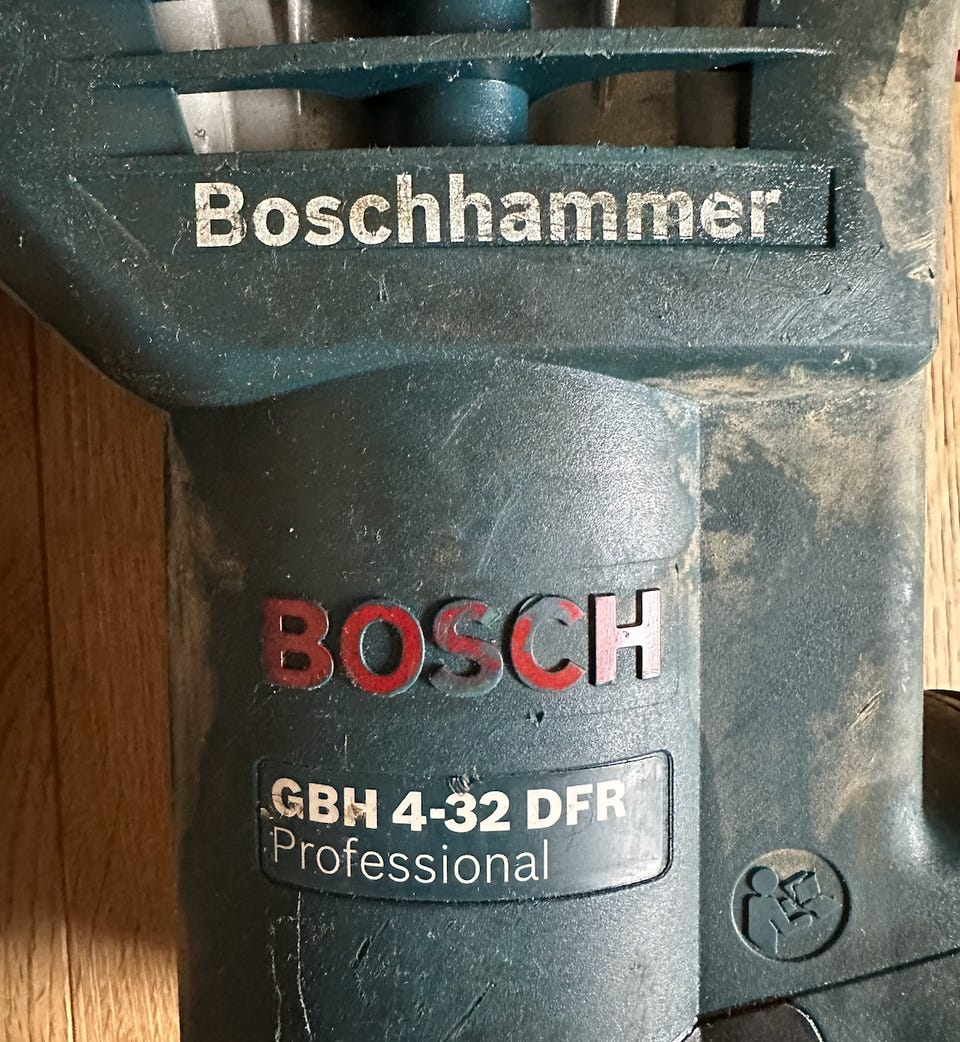 Boschhammer
BOSCH
GBH 4-32 DFR
Professional